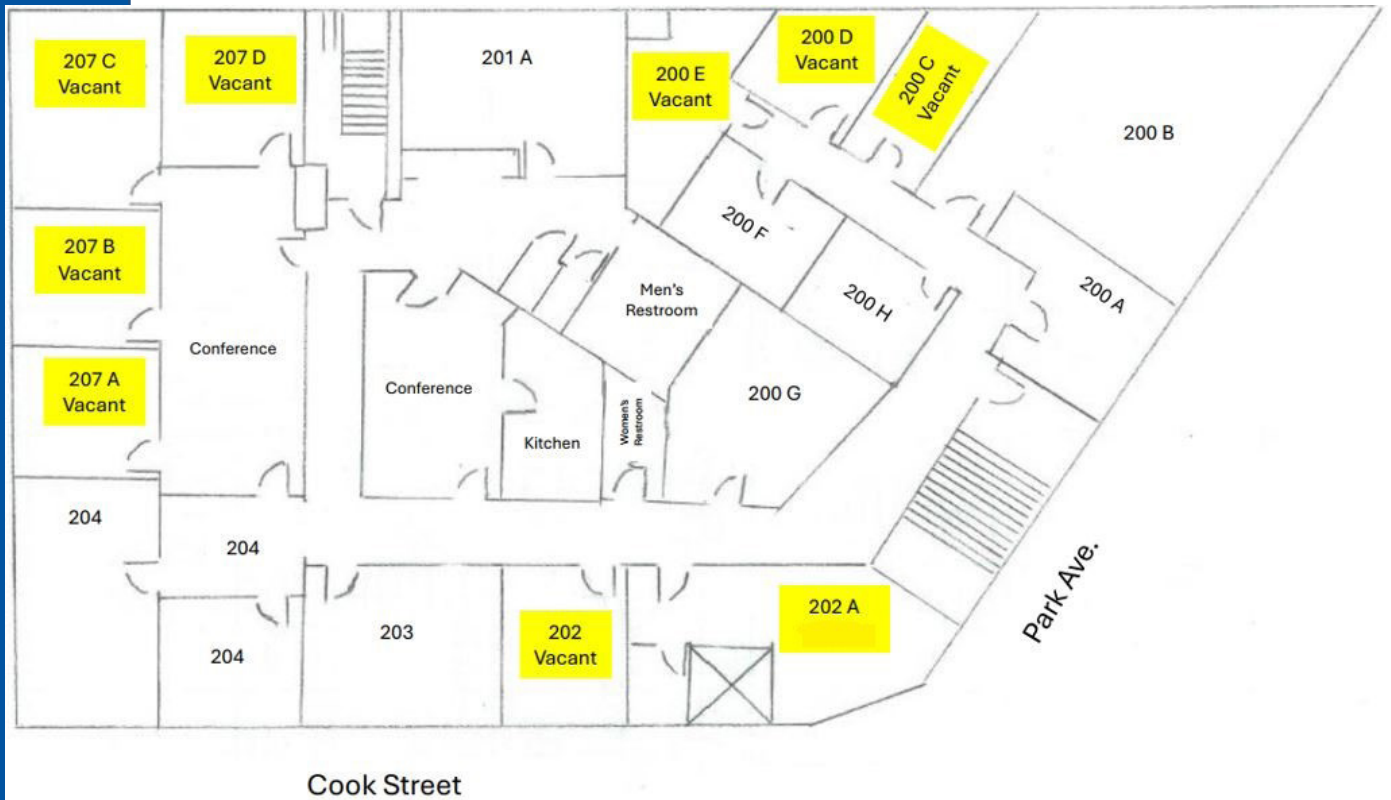 207 C
Vacant
207 D
Vacant
201 A
200 E
Vacant
200 D
Vacant
200 C
Vacant
200 B
207 B
Vacant
200 F
200 H
200 A
Men's
Restroom
Conference
207 A
Vacant
Conference
Kitchen
Women's
Restroom
200 G
204
204
204
203
202
Vacant
202 A
Park Ave.
Cook Street